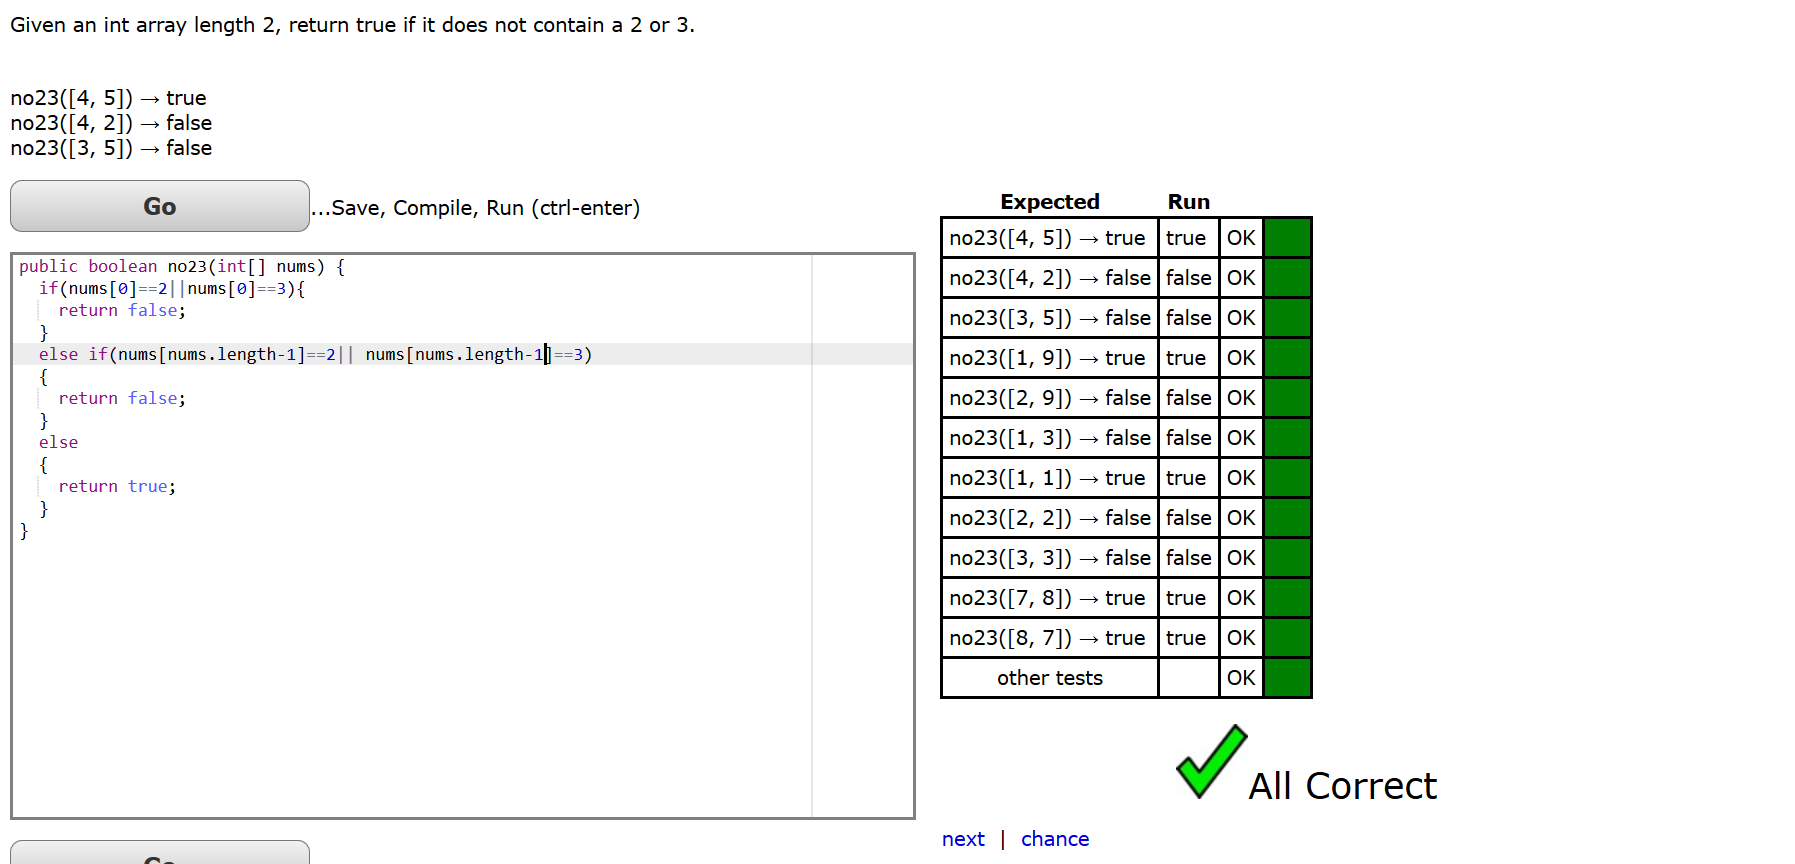 Given an int array length 2, return true if it does not contain a 2 or 3.
no23([4, 5]) → true
no23([4, 2]) → false
no23([3, 5]) → false
Go ...Save, Compile, Run (ctrl-enter)
public boolean no23(int[] nums) {
  if(nums[0]==2||nums[0]==3){
    return false;
  }
  else if(nums[nums.length-1]==2|| nums[nums.length-1]==3)
  {
    return false;
  }
  else
  {
    return true;
  }
}
Expected Run
no23([4, 5]) → true true OK
no23([4, 2]) → false false OK
no23([3, 5]) → false false OK
no23([1, 9]) → true true OK
no23([2, 9]) → false false OK
no23([1, 3]) → false false OK
no23([1, 1]) → true true OK
no23([2, 2]) → false false OK
no23([3, 3]) → false false OK
no23([7, 8]) → true true OK
no23([8, 7]) → true true OK
other tests OK
All Correct
next | chance
Go